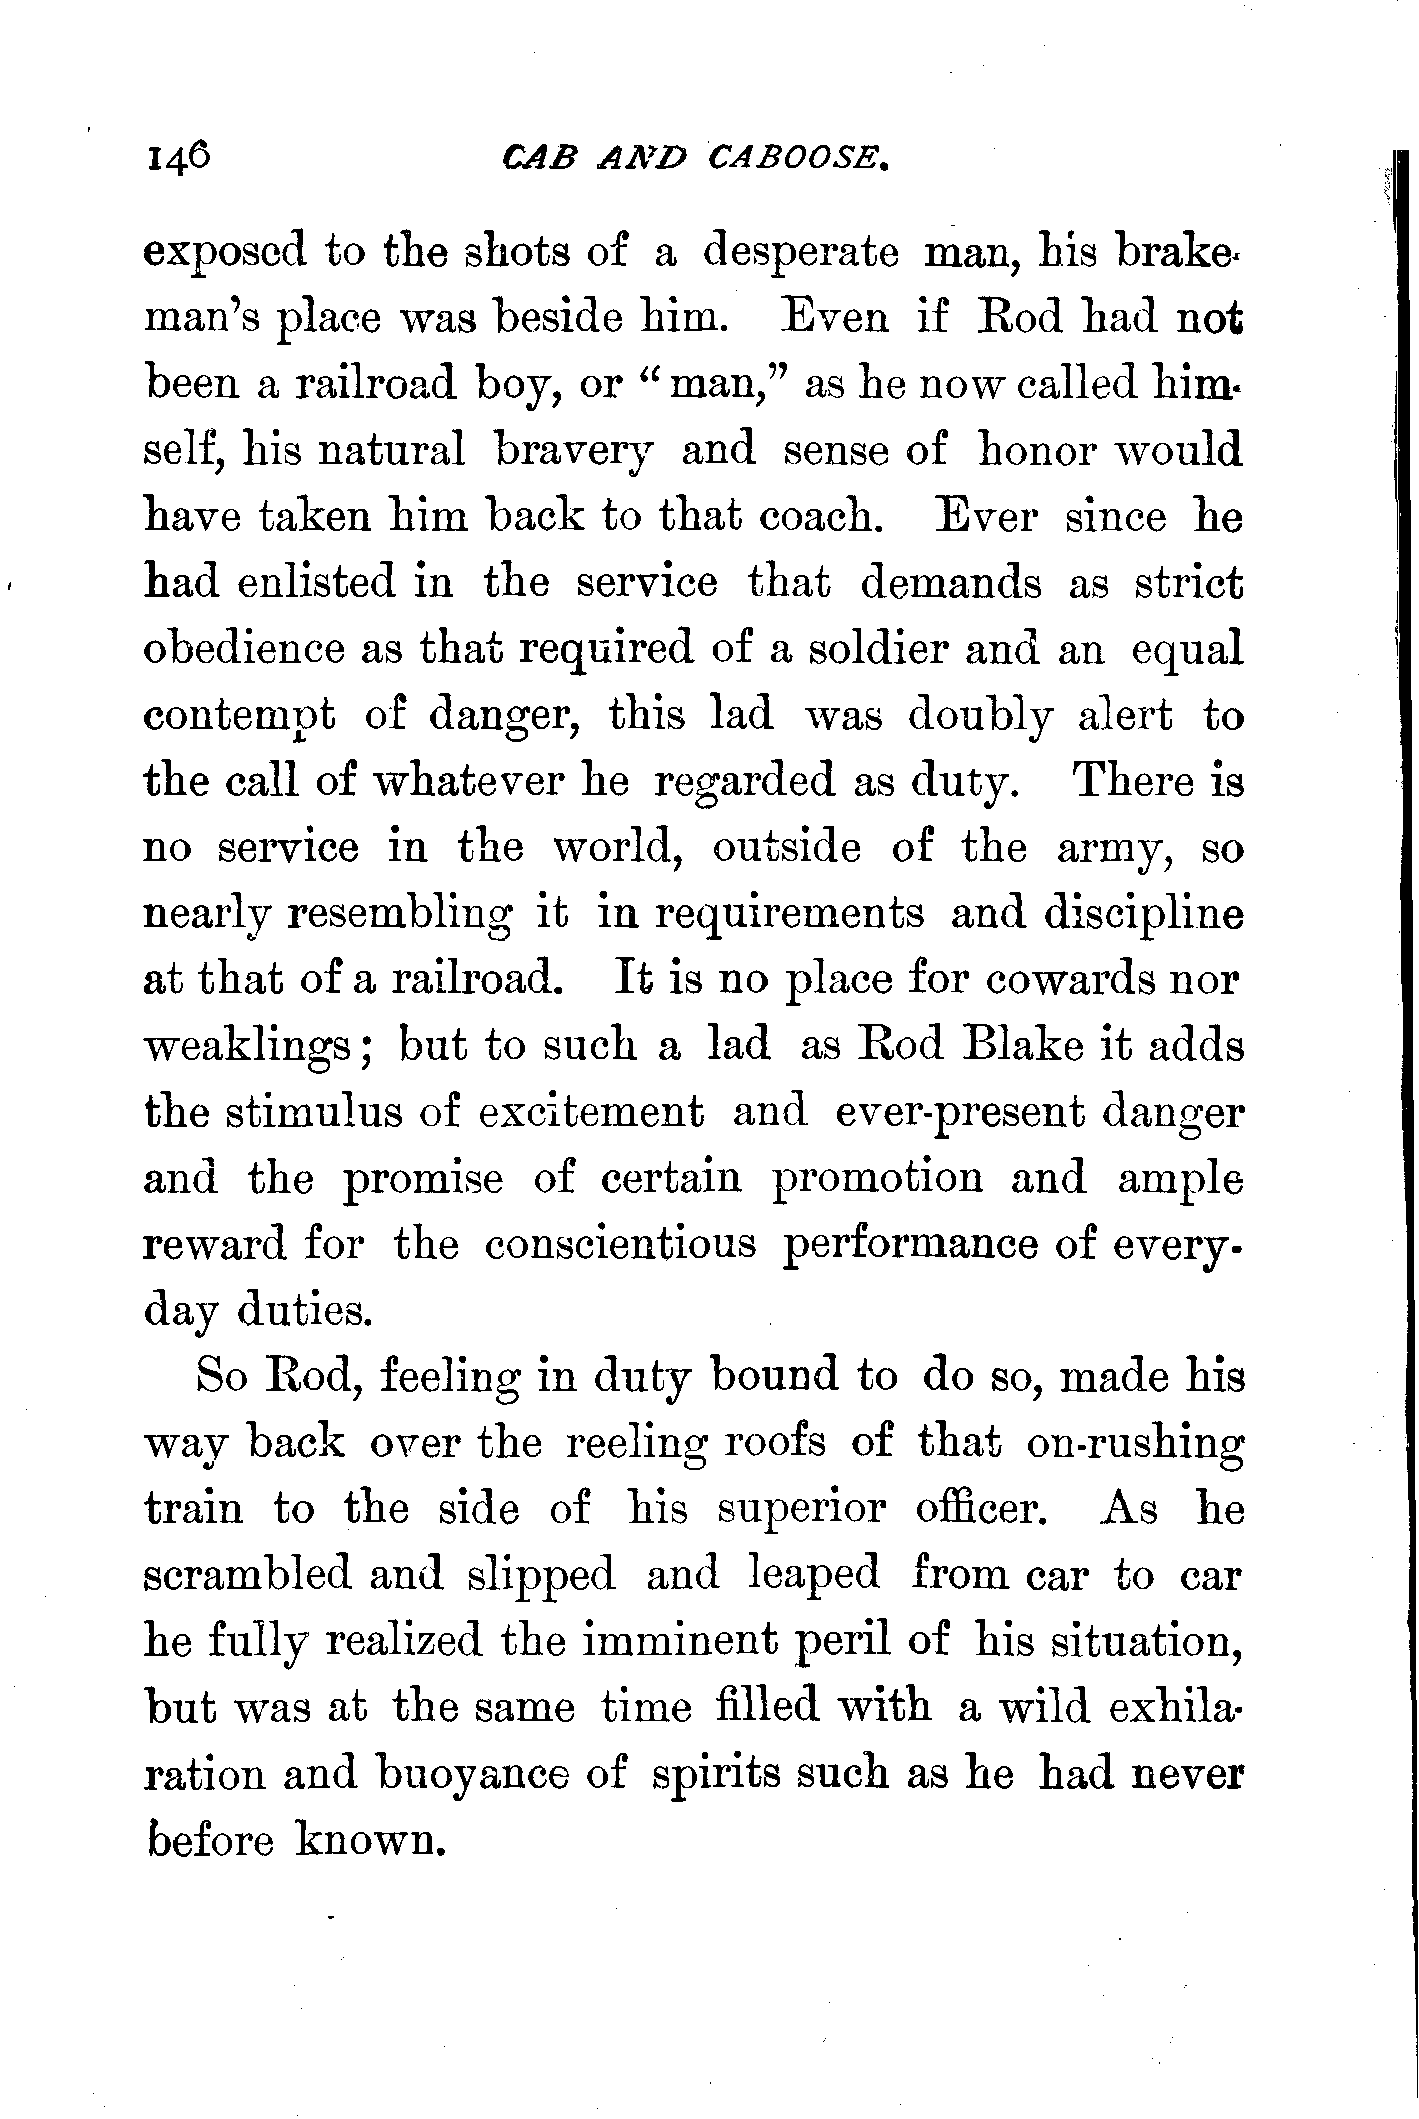 146 CAB AND CABOOSE.
exposed to the shots of a desperate man, his brake-
man's place was beside him. Even if Rod had not
been a railroad boy, or “ man,” as he now called him-
self, his natural bravery and sense of honor would
have taken him back to that coach. Ever since he
had enlisted in the service that demands as strict
obedience as that required of a soldier and an equal
contempt of danger, this lad was doubly alert to
the call of whatever he regarded as duty. There is
no service in the world, outside of the army, so
nearly resembling it in requirements and discipline
at that of a railroad. It is no place for cowards nor
weaklings; but to such a lad as Rod Blake it adds
the stimulus of excitement and ever-present danger
and the promise of certain promotion and ample
reward for the conscientious performance of every-
day duties.
So Rod, feeling in duty bound to do so, made his
way back over the reeling roofs of that on-rushing
train to the side of his superior officer. As he
scrambled and slipped and leaped from car to car
he fully realized the imminent peril of his situation,
but was at the same time filled with a wild exhila-
ration and buoyance of spirits such as he had never
before known.